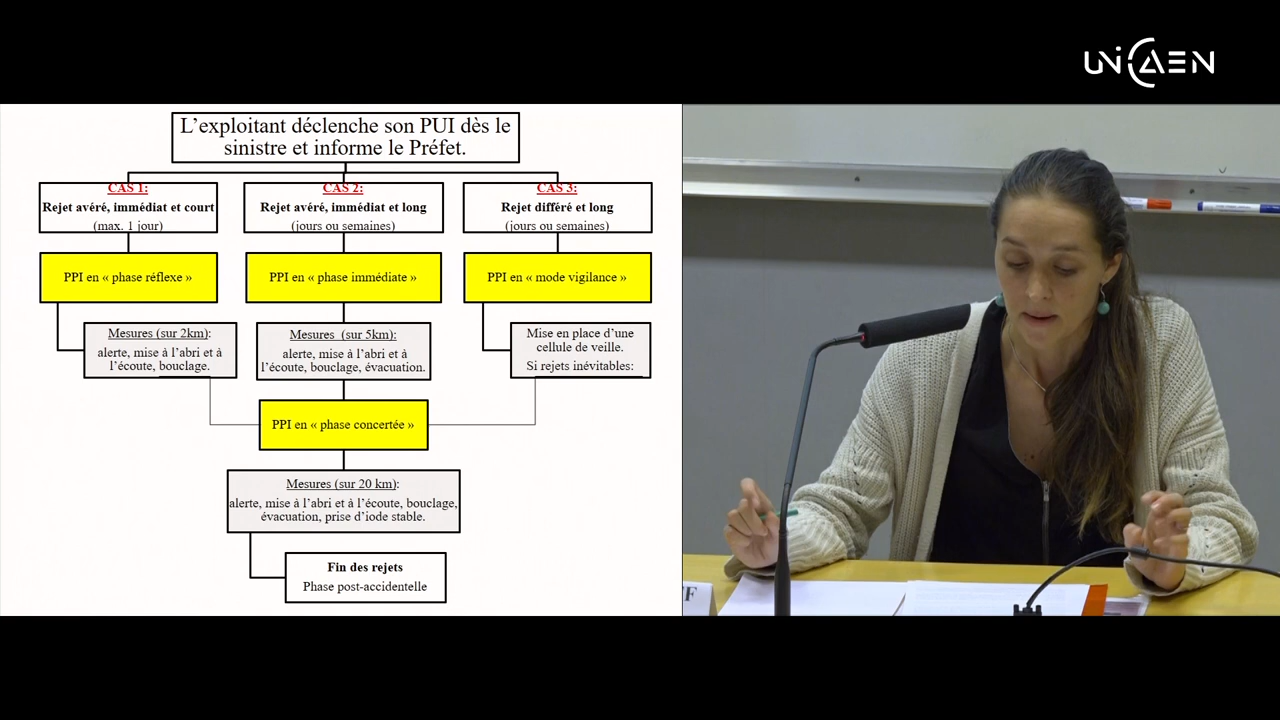 UNICAEN
L'exploitant déclenche son PUI dès le
sinistre et informe le Préfet.
CAS 1:
Rejet avéré, immédiat et court
(max. 1 jour)
CAS 2:
Rejet avéré, immédiat et long
(jours ou semaines)
CAS 3:
Rejet différé et long
(jours ou semaines)
PPI en « phase réflexe »
PPI en « phase immédiate »
PPI en « mode vigilance »
Mesures (sur 2km):
alerte, mise à l'abri et à
l'écoute, bouclage.
Mesures (sur 5km):
alerte, mise à l'abri et à
l'écoute, bouclage, évacuation.
Mise en place d'une
cellule de veille.
Si rejets inévitables:
PPI en « phase concertée »
Mesures (sur 20 km):
alerte, mise à l'abri et à l'écoute, bouclage,
évacuation, prise d'iode stable.
Fin des rejets
Phase post-accidentelle